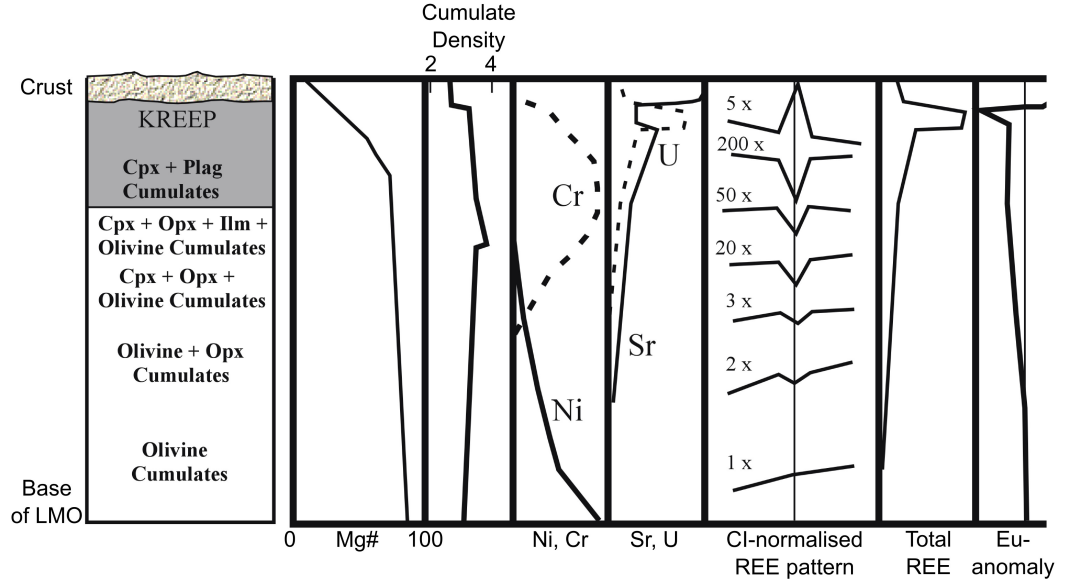 Cumulate
Density
2 4
Crust
KREEP
Cpx + Plag
Cumulates
Cpx + Opx + Ilm +
Olivine Cumulates
Cpx + Opx +
Olivine Cumulates
Olivine + Opx
Cumulates
Olivine
Cumulates
Base
of LMO
Cr
Ni
U
Sr
5 x
200 x
50 x
20 x
3 x
2 x
1 x
0 Mg# 100
Ni, Cr
Sr, U
CI-normalised
REE pattern
Total
REE
Eu-
anomaly